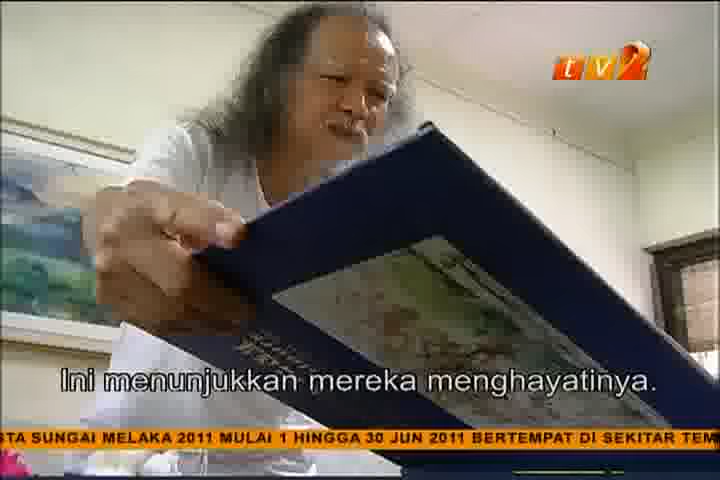 tv2
Ini menunjukkan mereka menghayatinya.
STA SUNGAI MELAKA 2011 MULAI 1 HINGGA 30 JUN 2011 BERTEMPAT DI SEKITAR TEM